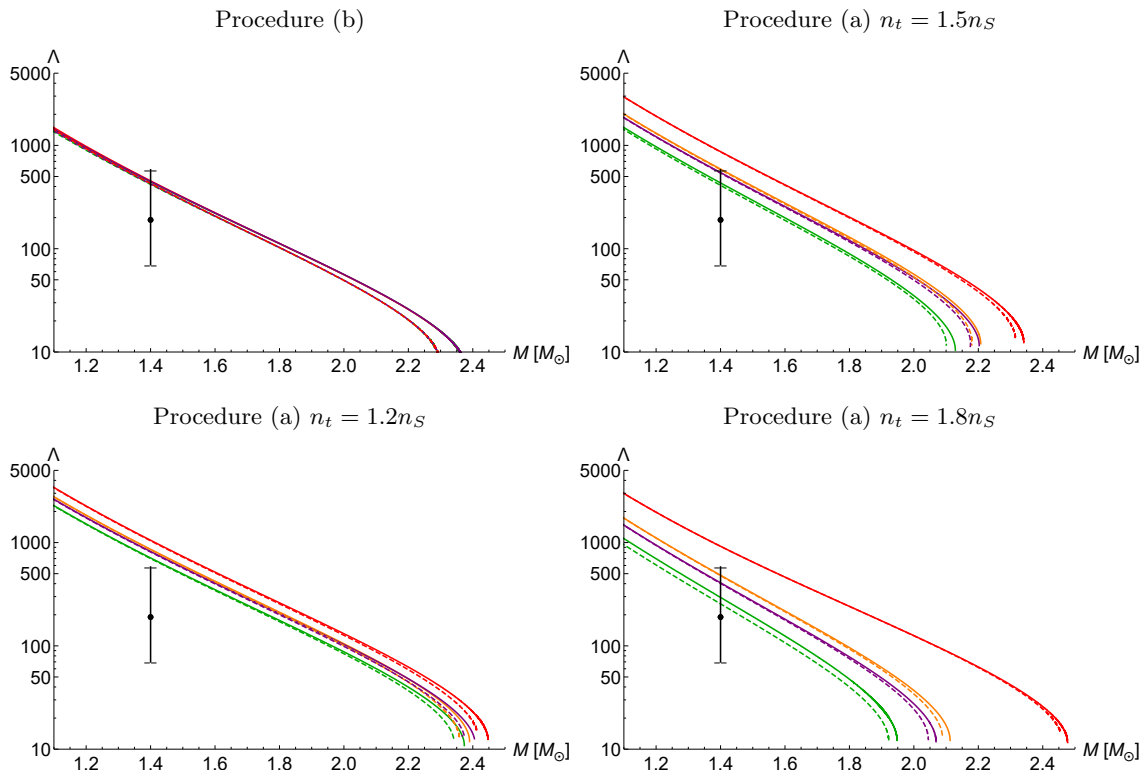 Procedure (b)
Λ
5000
1000
500
100
50
10
1.2 1.4 1.6 1.8 2.0 2.2 2.4
M [M⊙]
Procedure (a) n_t = 1.5n_S
Λ
5000
1000
500
100
50
10
1.2 1.4 1.6 1.8 2.0 2.2 2.4
M [M⊙]
Procedure (a) n_t = 1.2n_S
Λ
5000
1000
500
100
50
10
1.2 1.4 1.6 1.8 2.0 2.2 2.4
M [M⊙]
Procedure (a) n_t = 1.8n_S
Λ
5000
1000
500
100
50
10
1.2 1.4 1.6 1.8 2.0 2.2 2.4
M [M⊙]